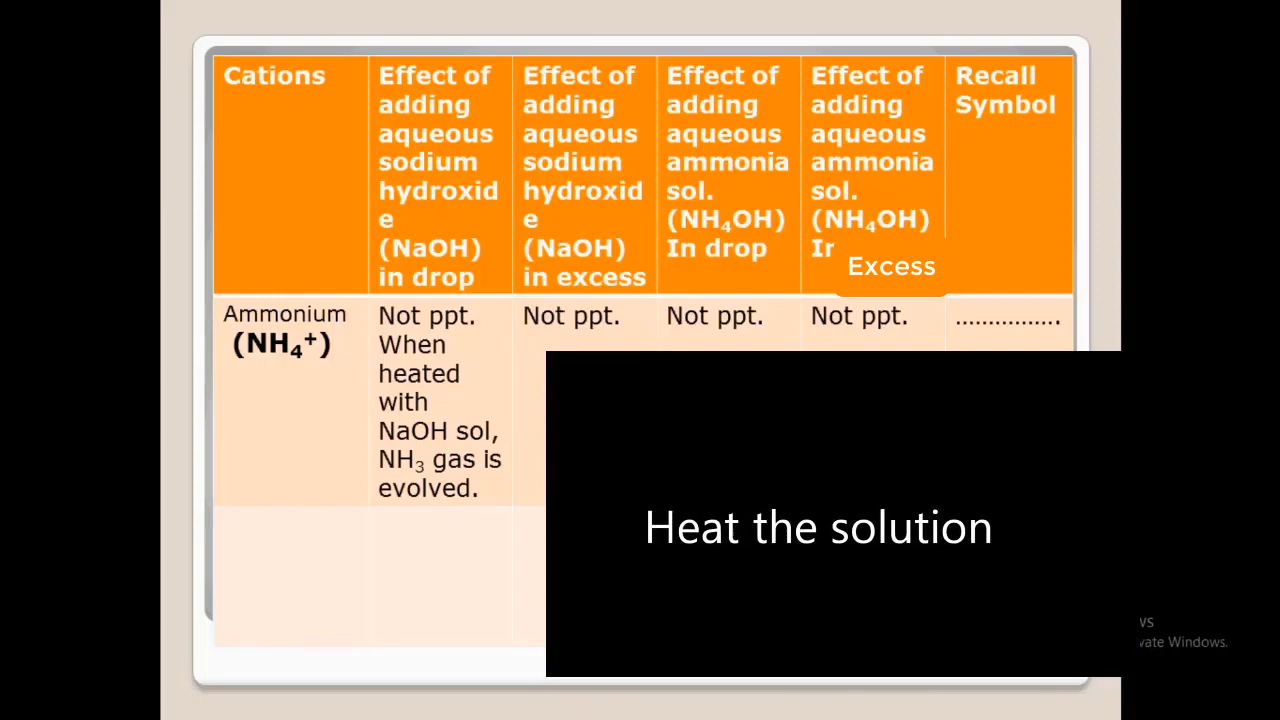 Cations
Effect of
adding
aqueous
sodium
hydroxid
e
(NaOH)
in drop
Effect of
adding
aqueous
sodium
hydroxid
e
(NaOH)
in excess
Effect of
adding
aqueous
ammonia
sol.
(NH₄OH)
In drop
Effect of
adding
aqueous
ammonia
sol.
(NH₄OH)
Excess
Recall
Symbol
Ammonium
(NH₄⁺)
Not ppt.
When
heated
with
NaOH sol,
NH₃ gas is
evolved.
Not ppt.
Not ppt.
Not ppt.
................
Heat the solution
Windows.